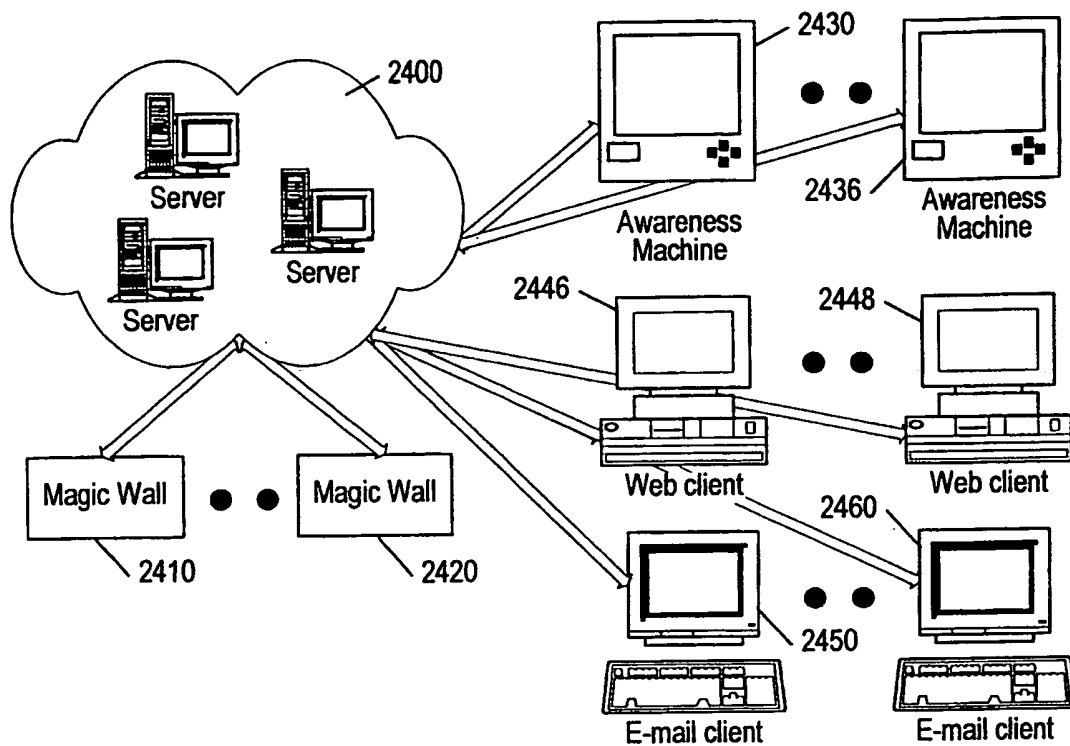 2430
2400
Server
Server
Server
2436
Awareness
Machine
Awareness
Machine
2446
2448
Magic Wall
Magic Wall
2410
2420
Web client
Web client
2460
2450
E-mail client
E-mail client